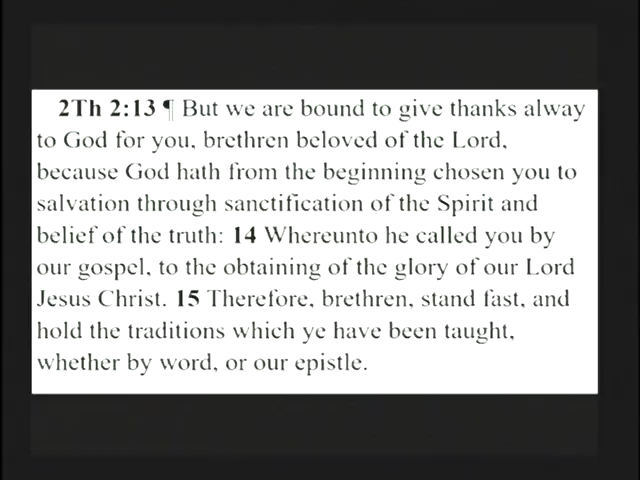 2Th 2:13 ¶ But we are bound to give thanks alway
to God for you, brethren beloved of the Lord,
because God hath from the beginning chosen you to
salvation through sanctification of the Spirit and
belief of the truth: 14 Whereunto he called you by
our gospel, to the obtaining of the glory of our Lord
Jesus Christ. 15 Therefore, brethren, stand fast, and
hold the traditions which ye have been taught,
whether by word, or our epistle.